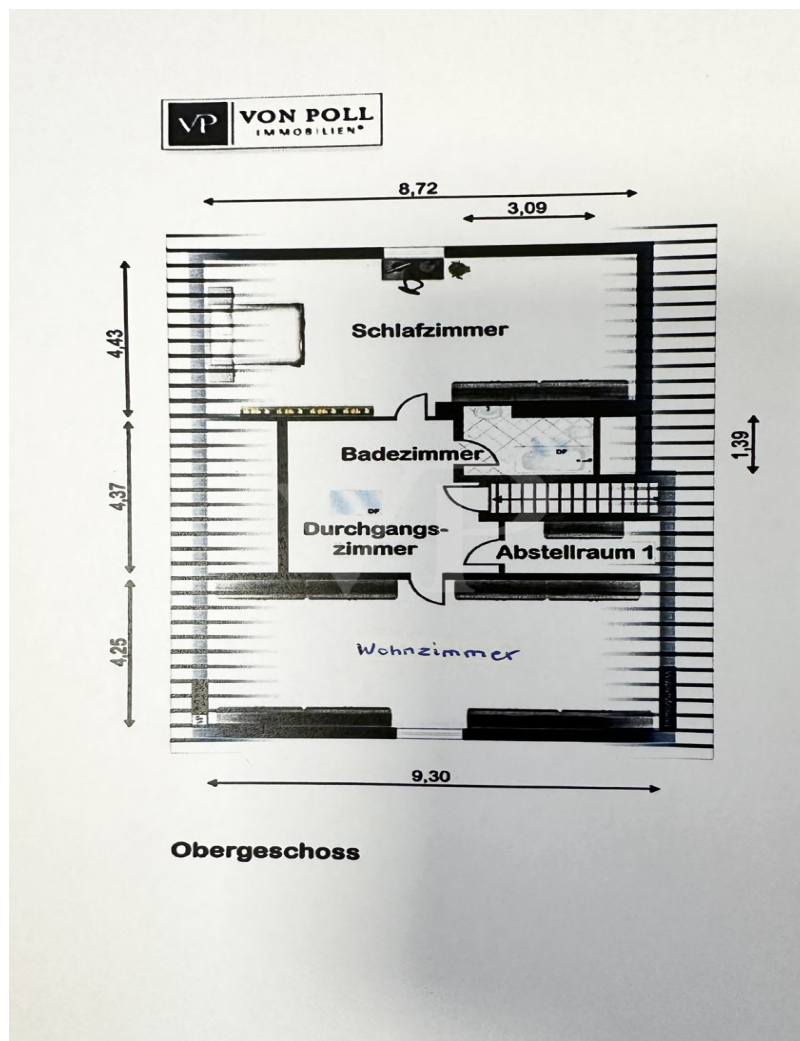 VP VON POLL
IMMOBILIEN®
8,72
3,09
4,43
Schlafzimmer
Badezimmer
DF
1,39
4,37
DF
Durchgangs-
zimmer
Abstellraum 1
4,25
Wohnzimmer
9,30
Obergeschoss